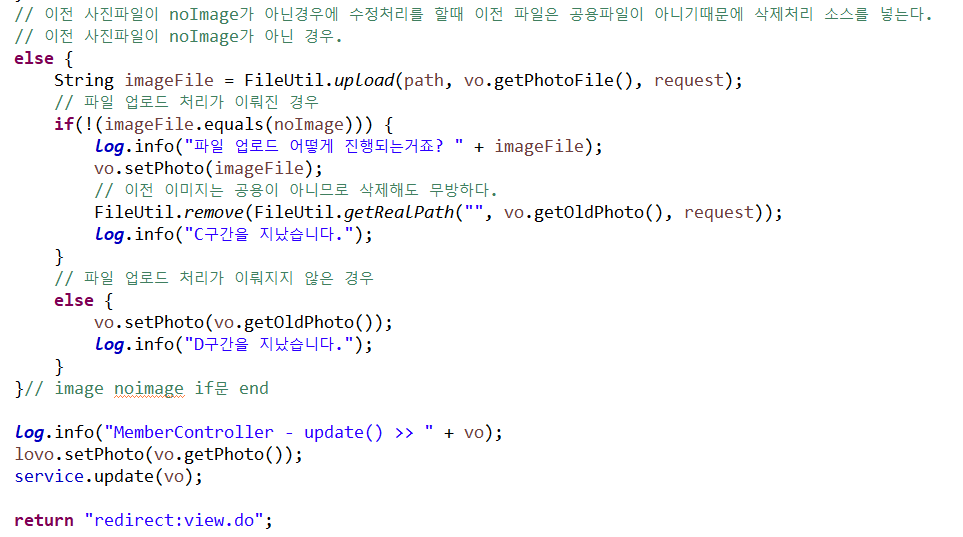 // 이전 사진파일이 noImage가 아닌경우에 수정처리를 할때 이전 파일은 공용파일이 아니기때문에 삭제처리 소스를 넣는다.
// 이전 사진파일이 noImage가 아닌 경우.
else {
    String imageFile = FileUtil.upload(path, vo.getPhotoFile(), request);
    // 파일 업로드 처리가 이뤄진 경우
    if(!(imageFile.equals(noImage))) {
        log.info("파일 업로드 어떻게 진행되는거죠? " + imageFile);
        vo.setPhoto(imageFile);
        // 이전 이미지는 공용이 아니므로 삭제해도 무방하다.
        FileUtil.remove(FileUtil.getRealPath("", vo.getOldPhoto(), request));
        log.info("C구간을 지났습니다.");
    }
    // 파일 업로드 처리가 이뤄지지 않은 경우
    else {
        vo.setPhoto(vo.getOldPhoto());
        log.info("D구간을 지났습니다.");
    }
}// image noimage if문 end
log.info("MemberController - update() >> " + vo);
lovo.setPhoto(vo.getPhoto());
service.update(vo);
return "redirect:view.do";